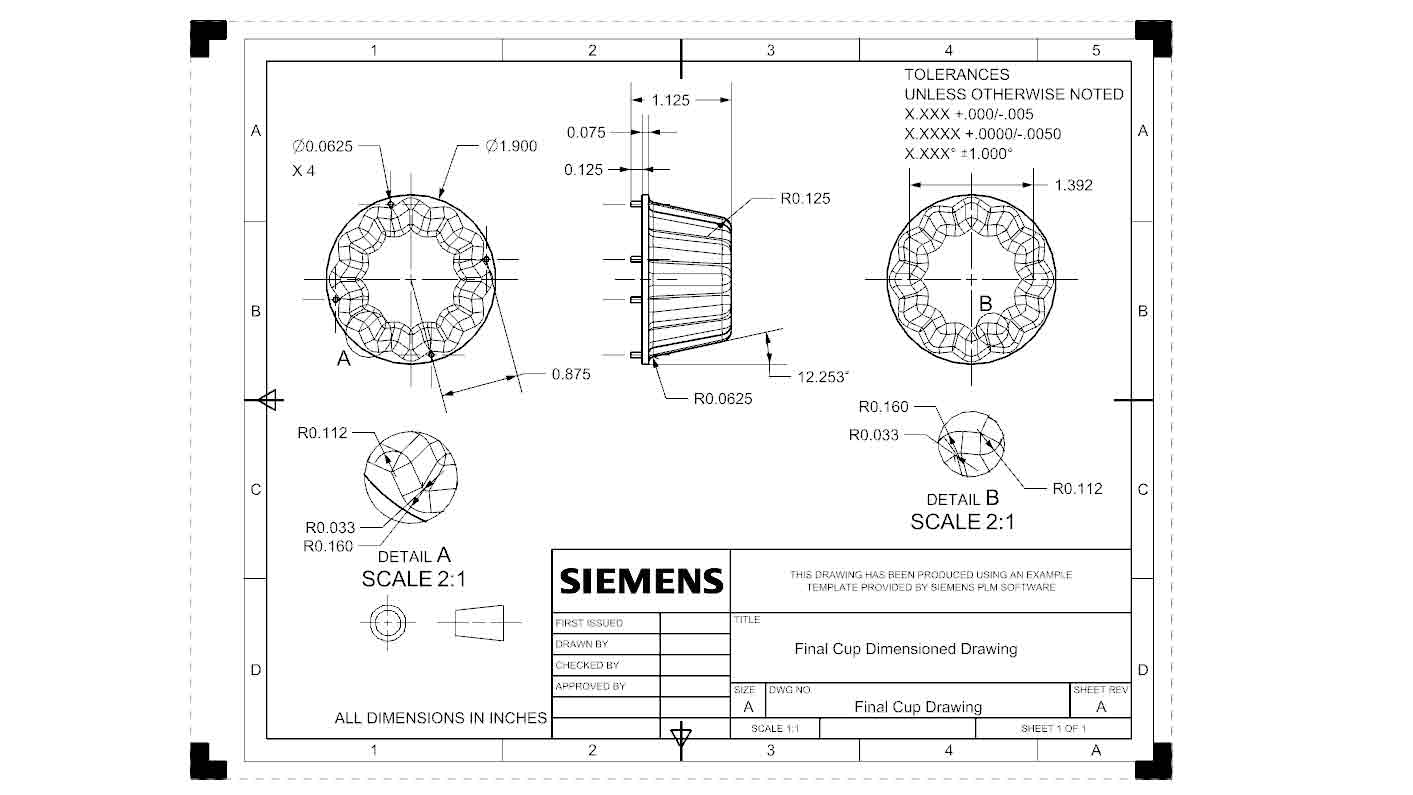 1 2 3 4 5
A A
B B
C C
D D
TOLERANCES
UNLESS OTHERWISE NOTED
X.XXX +.000/-.005
X.XXXX +.0000/-.0050
X.XXX° ±1.000°
∅0.0625
X 4
∅1.900
1.125
0.075
0.125
R0.125
1.392
A
B
0.875
12.253°
R0.0625
R0.112
R0.033
R0.160
DETAIL A
SCALE 2:1
R0.160
R0.033
R0.112
DETAIL B
SCALE 2:1
ALL DIMENSIONS IN INCHES
SIEMENS
THIS DRAWING HAS BEEN PRODUCED USING AN EXAMPLE
TEMPLATE PROVIDED BY SIEMENS PLM SOFTWARE
FIRST ISSUED
DRAWN BY
CHECKED BY
APPROVED BY
TITLE
Final Cup Dimensioned Drawing
SIZE
A
DWG NO.
Final Cup Drawing
SHEET REV
A
SCALE 1:1
SHEET 1 OF 1
1 2 3 4 A